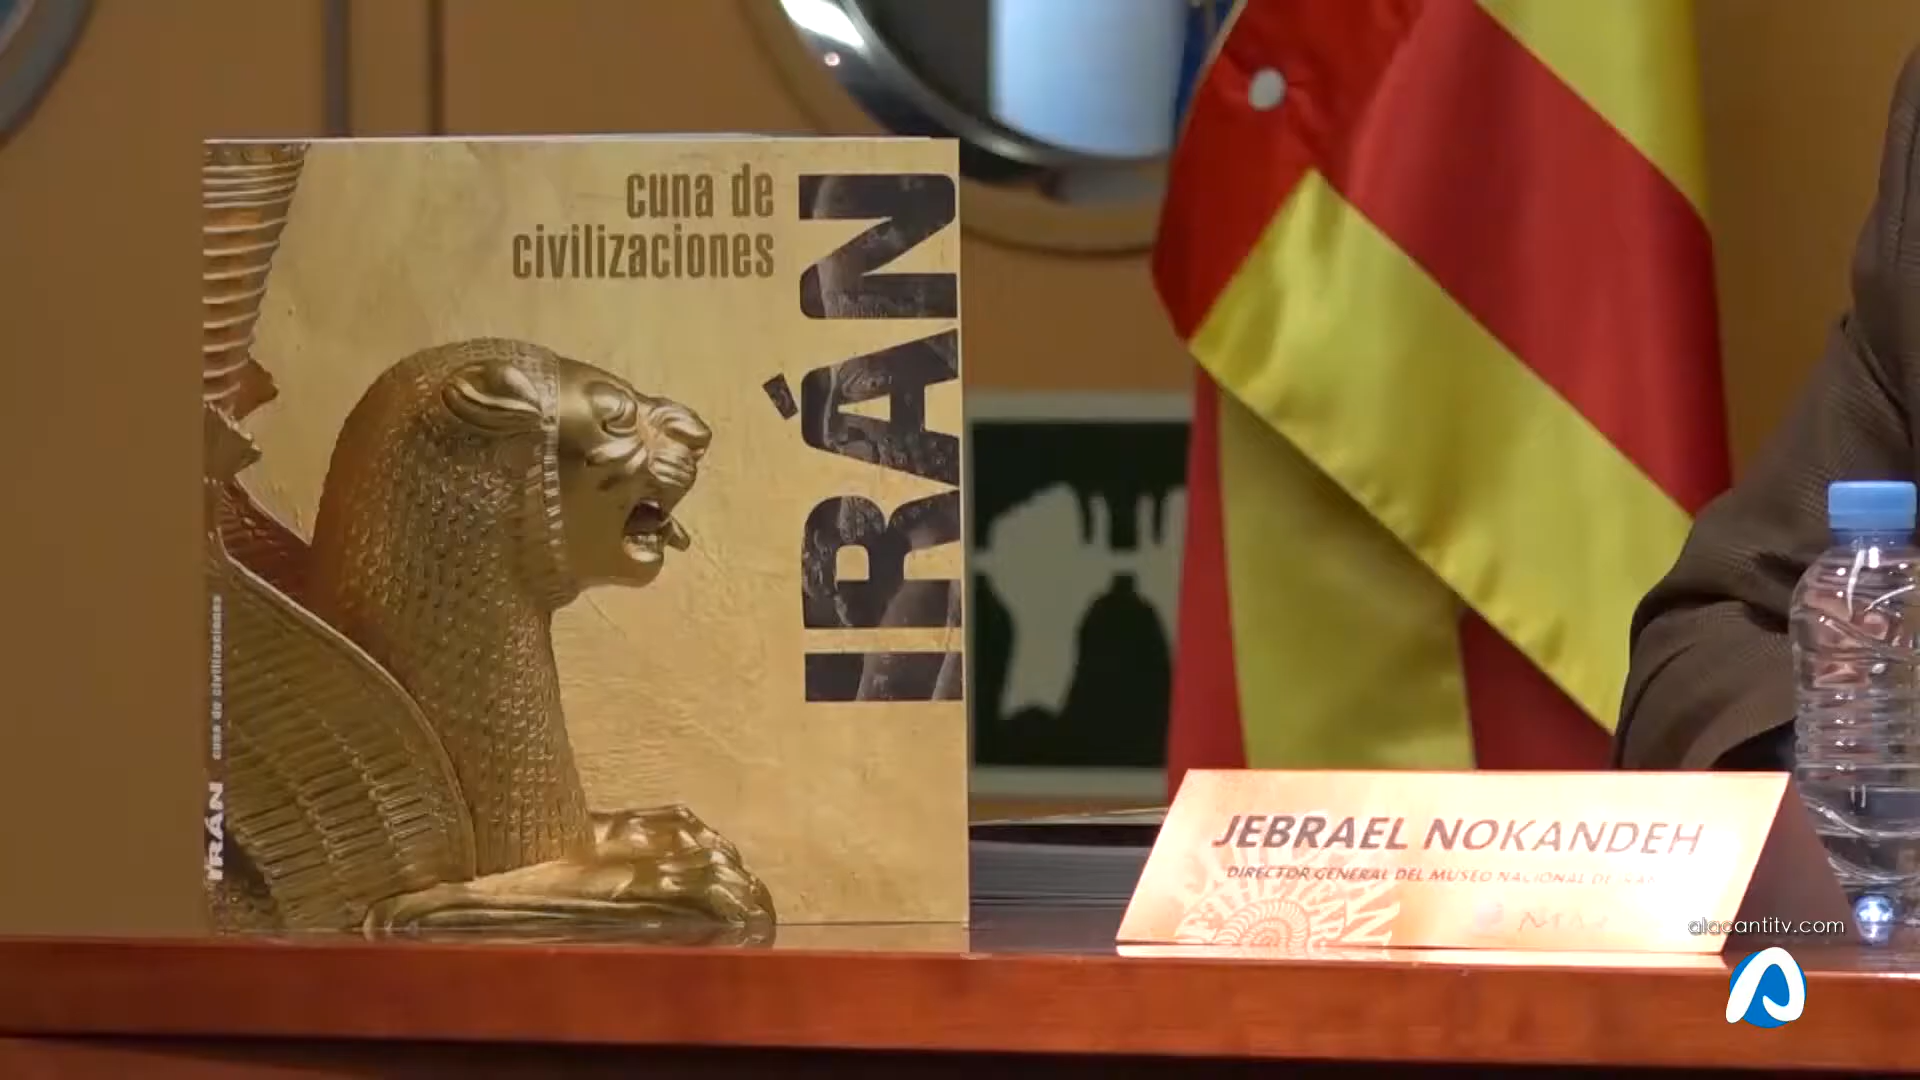 cuna de
civilizaciones
IRÁN
IRÁN cuna de civilizaciones
JEBRAEL NOKANDEH
DIRECTOR GENERAL DEL MUSEO NACIONAL DE
alacantitv.com